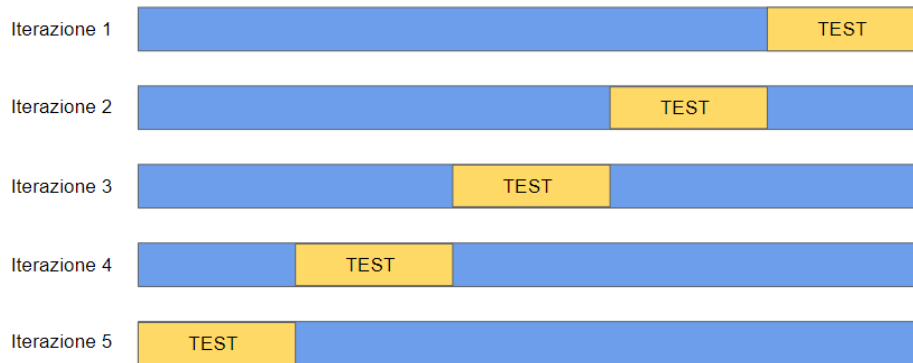 Iterazione 1 TEST
Iterazione 2 TEST
Iterazione 3 TEST
Iterazione 4 TEST
Iterazione 5 TEST